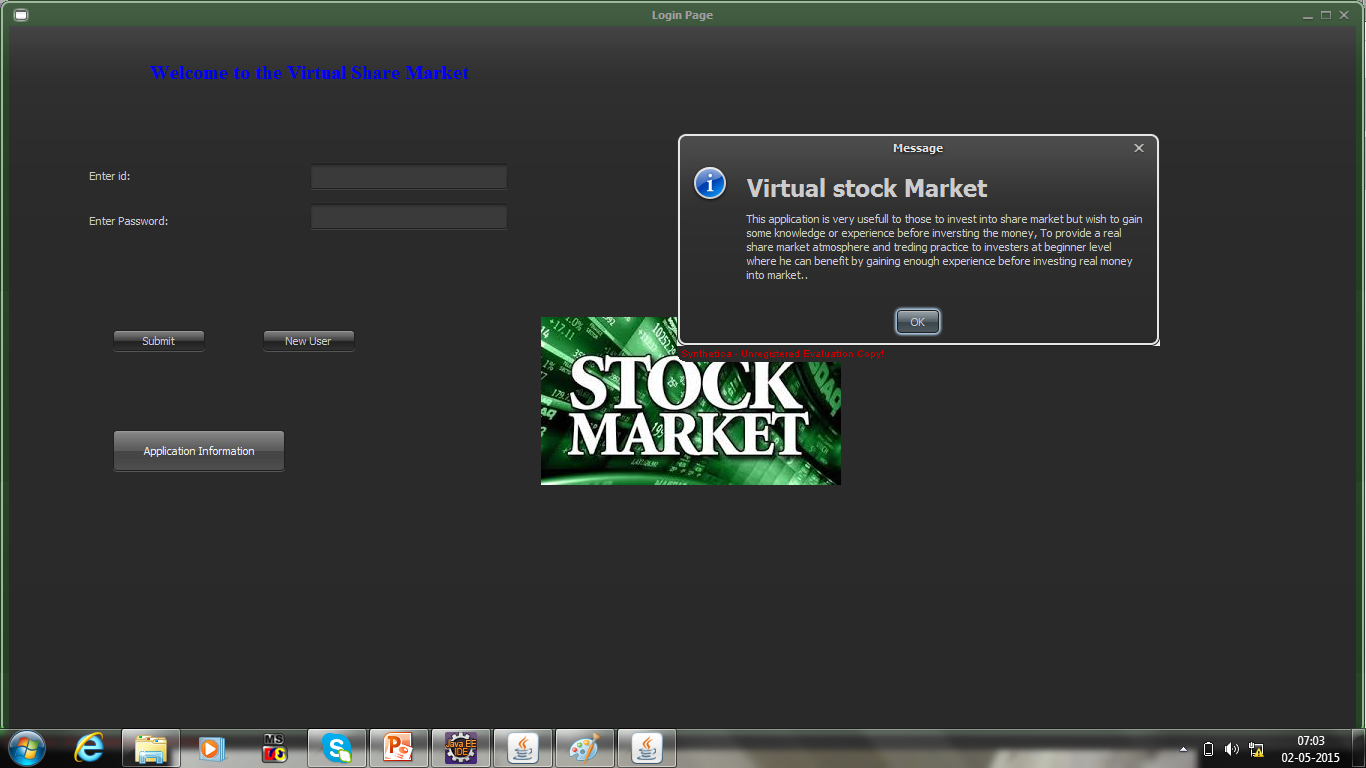 Login Page
Welcome to the Virtual Share Market
Enter id:
Enter Password:
Submit
New User
Application Information
Message
Virtual stock Market
This application is very usefull to those to invest into share market but wish to gain
some knowledge or experience before inversting the money, To provide a real
share market atmosphere and treding practice to investers at beginner level
where he can benefit by gaining enough experience before investing real money
into market..
OK
Synthetica - Unregistered Evaluation Copy!
+17.11
STOCK
MARKET
MS
Java EE
IDE
07:03
02-05-2015